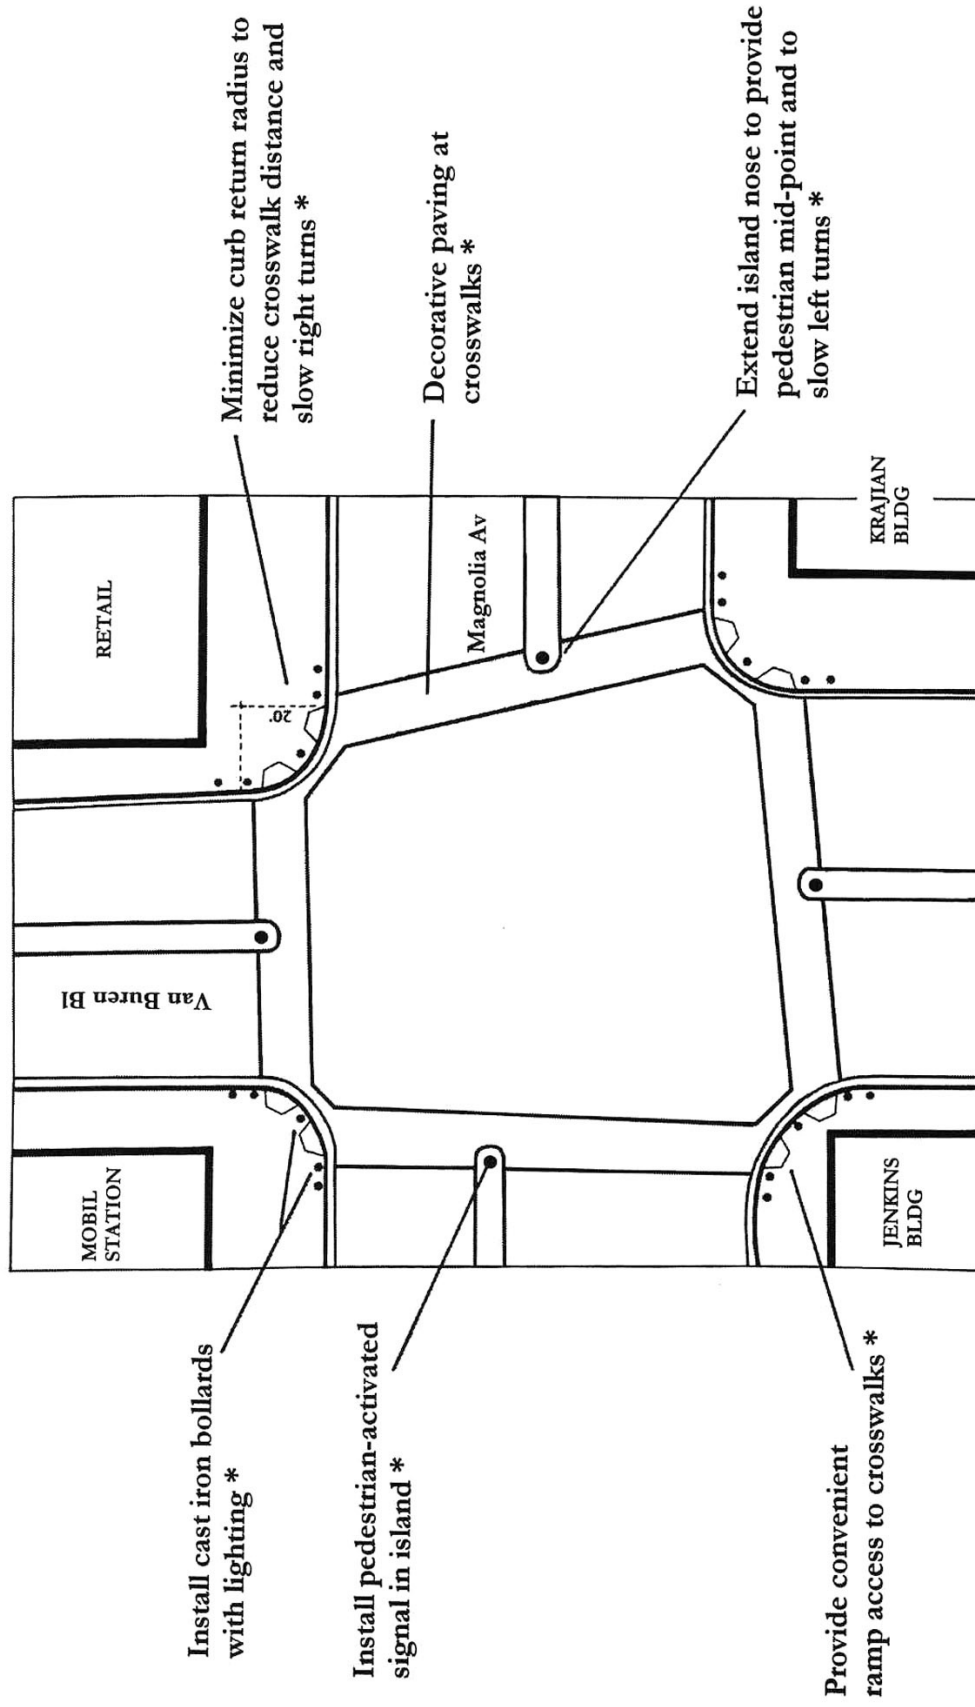 Install cast iron bollards
with lighting *
Install pedestrian-activated
signal in island *
Provide convenient
ramp access to crosswalks *
MOBIL
STATION
Van Buren Bl
RETAIL
20'
Magnolia Av
JENKINS
BLDG
KRAJIAN
BLDG
Minimize curb return radius to
reduce crosswalk distance and
slow right turns *
Decorative paving at
crosswalks *
Extend island nose to provide
pedestrian mid-point and to
slow left turns *